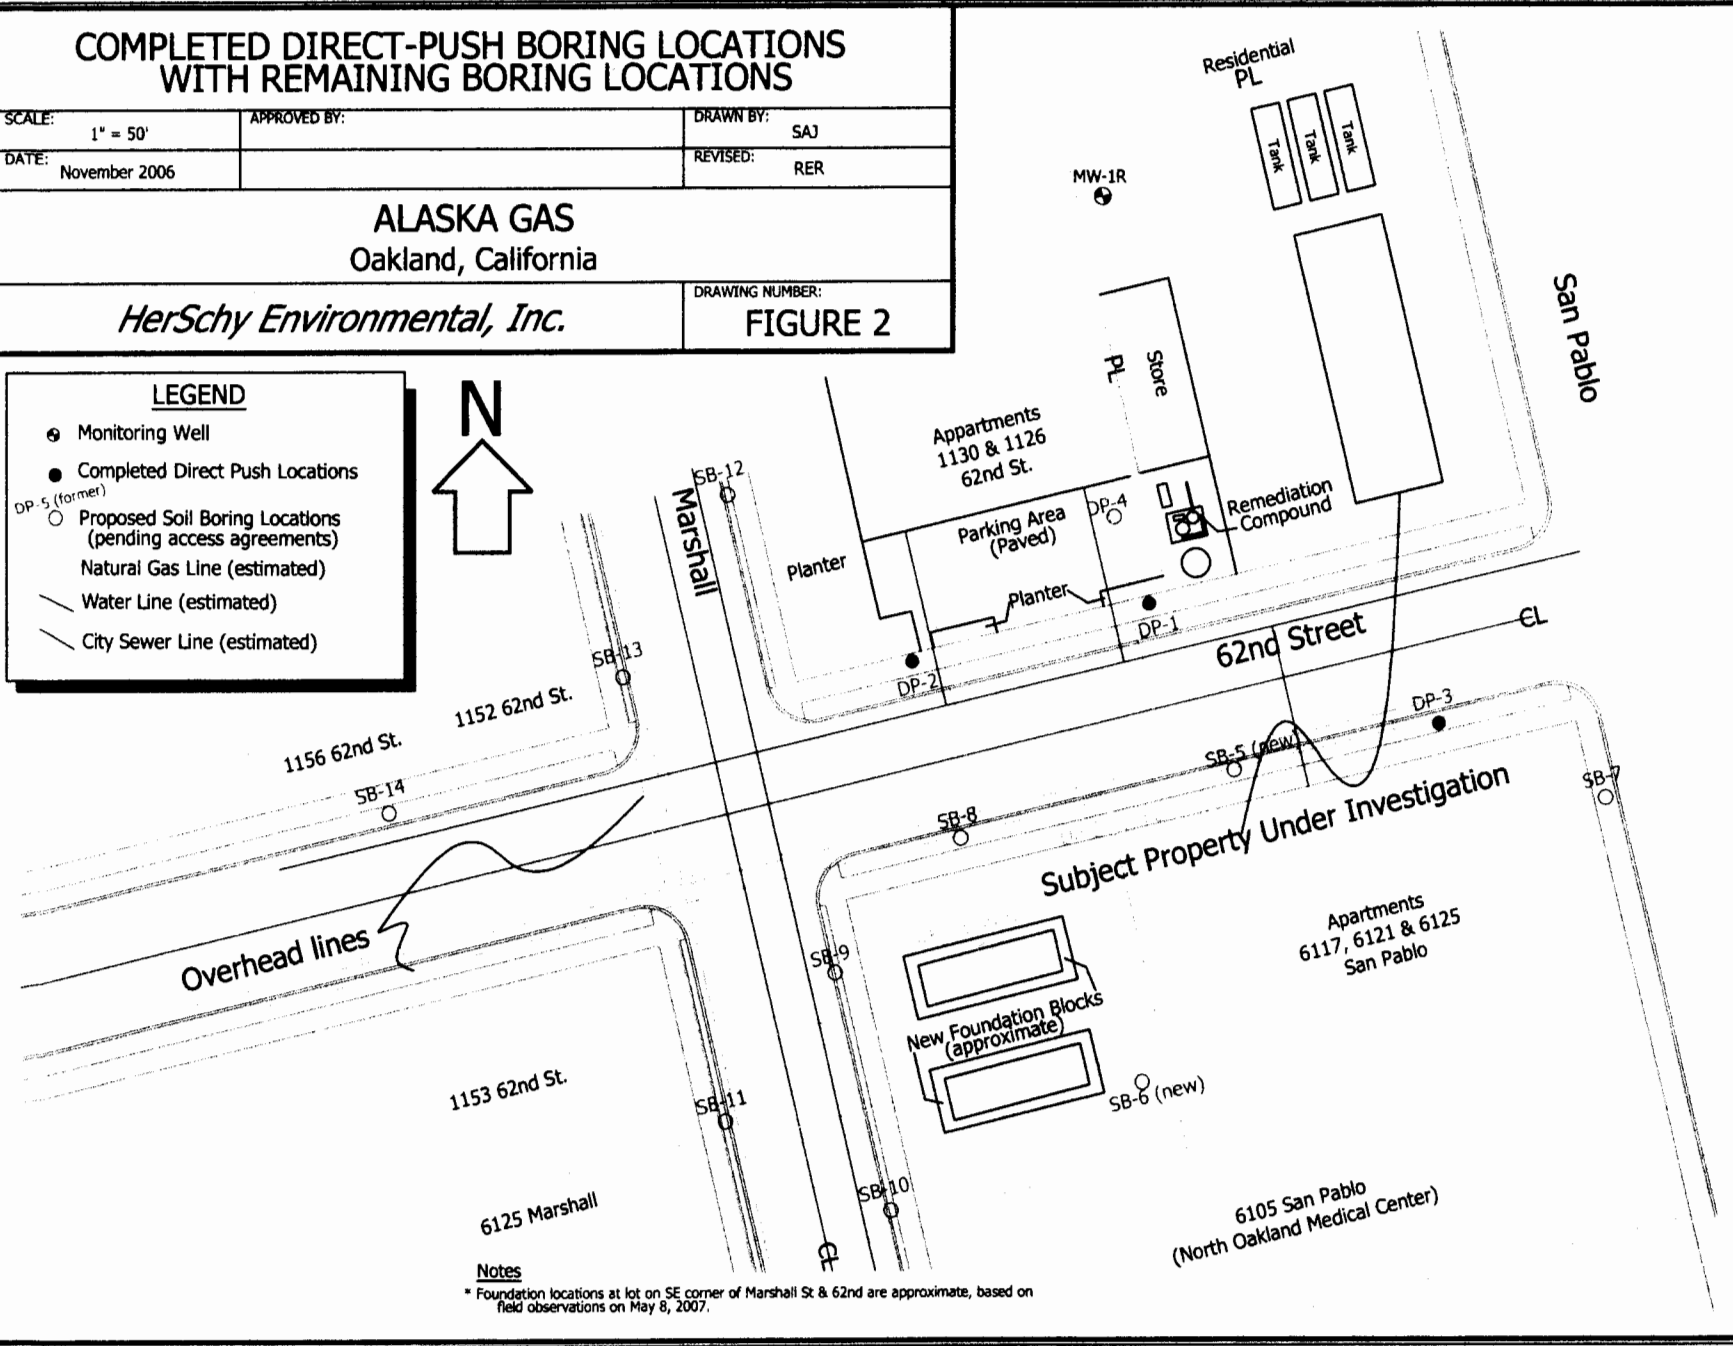 COMPLETED DIRECT-PUSH BORING LOCATIONS
WITH REMAINING BORING LOCATIONS
SCALE:
1" = 50'
APPROVED BY:
DRAWN BY:
SAJ
DATE:
November 2006
REVISED:
RER
ALASKA GAS
Oakland, California
HerSchy Environmental, Inc.
DRAWING NUMBER:
FIGURE 2
LEGEND
Monitoring Well
Completed Direct Push Locations
DP-5 (former)
Proposed Soil Boring Locations
(pending access agreements)
Natural Gas Line (estimated)
Water Line (estimated)
City Sewer Line (estimated)
N
Residential
PL
Tank
Tank
Tank
MW-1R
San Pablo
Store
PL
Appartments
1130 & 1126
62nd St.
SB-12
Marshall
DP-4
Remediation
Compound
Parking Area
(Paved)
Planter
Planter
DP-1
62nd Street
CL
SB-13
DP-2
DP-3
1152 62nd St.
1156 62nd St.
SB-14
SB-5 (new)
SB-7
SB-8
Subject Property Under Investigation
Overhead lines
SB-9
Apartments
6117, 6121 & 6125
San Pablo
New Foundation Blocks
(approximate)
SB-6 (new)
1153 62nd St.
SB-11
SB-10
6125 Marshall
CL
6105 San Pablo
(North Oakland Medical Center)
Notes
* Foundation locations at lot on SE corner of Marshall St & 62nd are approximate, based on
field observations on May 8, 2007.